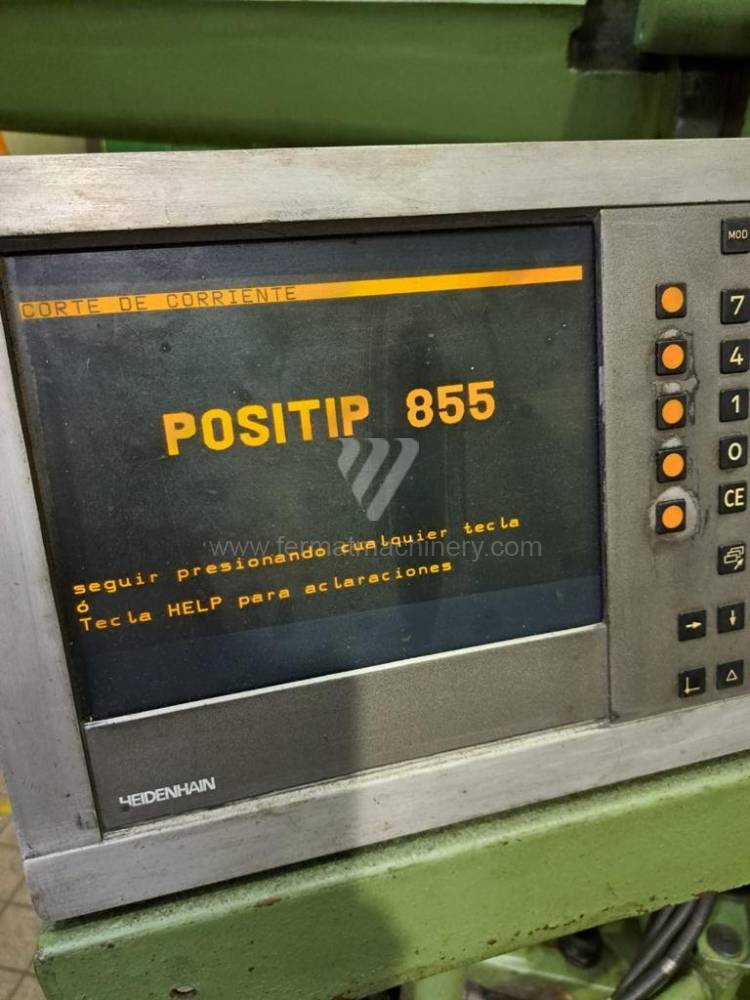 CORTE DE CORRIENTE
POSITIP 855
www.fermatmachinery.com
seguir presionando cualquier tecla
ó
Tecla HELP para aclaraciones
HEIDENHAIN
MOD
7
4
1
0
CE